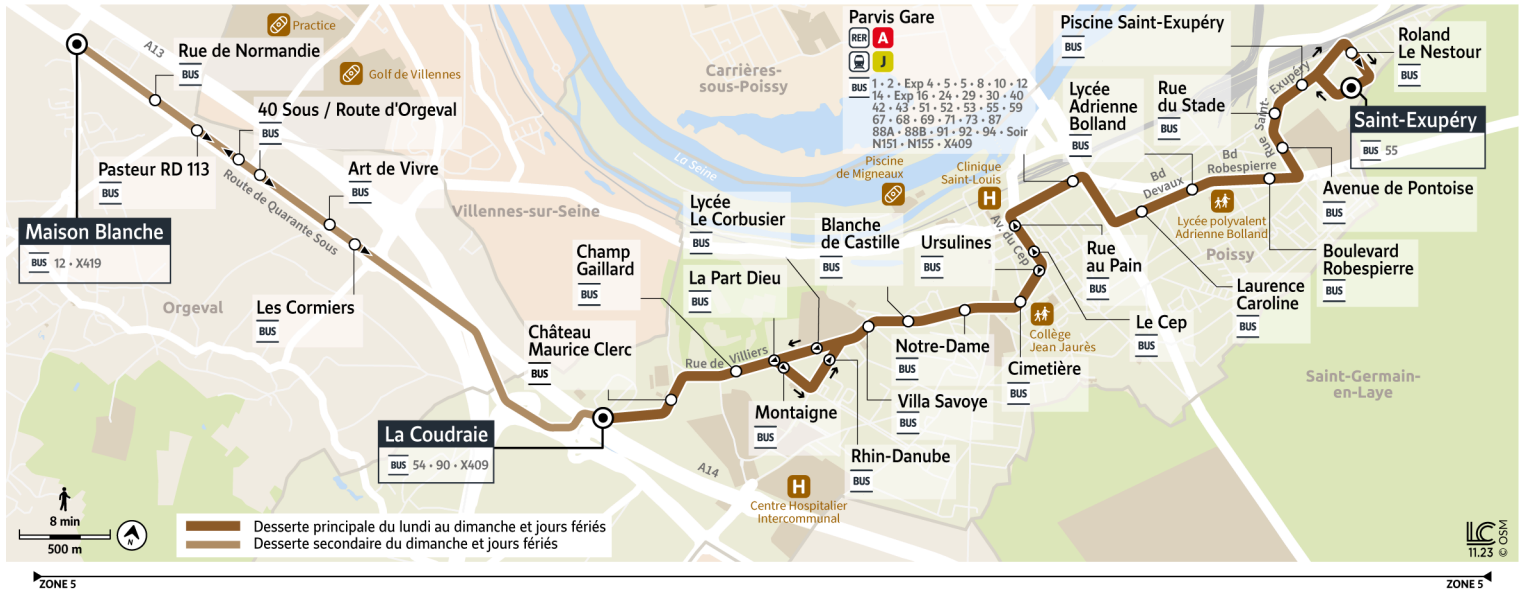 Practice
A13
Rue de Normandie
BUS
Golf de Villennes
40 Sous / Route d'Orgeval
BUS
Pasteur RD 113
BUS
Art de Vivre
BUS
Route de Quarante Sous
Maison Blanche
BUS 12 • X419
Orgeval
Les Cormiers
BUS
Villennes-sur-Seine
Carrières-
sous-Poissy
La Seine
Parvis Gare
RER A
J
BUS 1 • 2 • Exp 4 • 5 • 5 • 8 • 10 • 12
14 • Exp 16 • 24 • 29 • 30 • 40
42 • 43 • 51 • 52 • 53 • 55 • 59
67 • 68 • 69 • 71 • 73 • 87
88A • 88B • 91 • 92 • 94 • Soir
N151 • N155 • X409
Piscine
de Migneaux
Clinique
Saint-Louis
H
Piscine Saint-Exupéry
BUS
Lycée
Adrienne
Bolland
BUS
Rue
du Stade
BUS
Roland
Le Nestour
BUS
Saint-Exupéry
BUS 55
Rue Saint-Exupéry
Bd
Robespierre
Bd
Devaux
Avenue de Pontoise
BUS
Lycée polyvalent
Adrienne Bolland
Poissy
Boulevard
Robespierre
BUS
Laurence
Caroline
BUS
Rue
au Pain
BUS
Av. du Cep
Le Cep
BUS
Collège
Jean Jaurès
Cimetière
BUS
Ursulines
BUS
Blanche
de Castille
BUS
Lycée
Le Corbusier
BUS
La Part Dieu
BUS
Champ
Gaillard
BUS
Château
Maurice Clerc
BUS
Rue de Villiers
Notre-Dame
BUS
Villa Savoye
BUS
Montaigne
BUS
Rhin-Danube
BUS
La Coudraie
BUS 54 • 90 • X409
A14
H
Centre Hospitalier
Intercommunal
Saint-Germain-
en-Laye
8 min
500 m
N
Desserte principale du lundi au dimanche et jours fériés
Desserte secondaire du dimanche et jours fériés
LC
11.23
© OSM
ZONE 5
ZONE 5